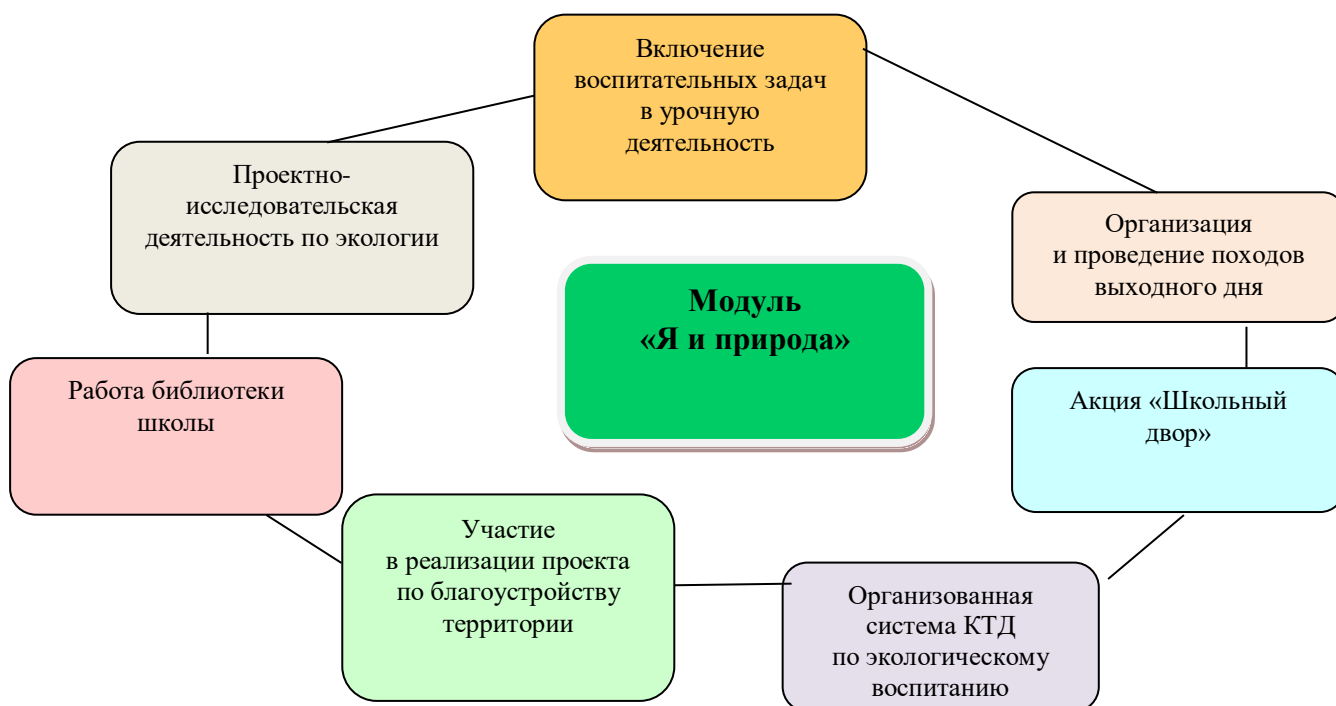 Включение
воспитательных задач
в урочную
деятельность
Проектно-
исследовательская
деятельность по экологии
Организация
и проведение походов
выходного дня
Модуль
«Я и природа»
Работа библиотеки
школы
Акция «Школьный
двор»
Участие
в реализации проекта
по благоустройству
территории
Организованная
система КТД
по экологическому
воспитанию